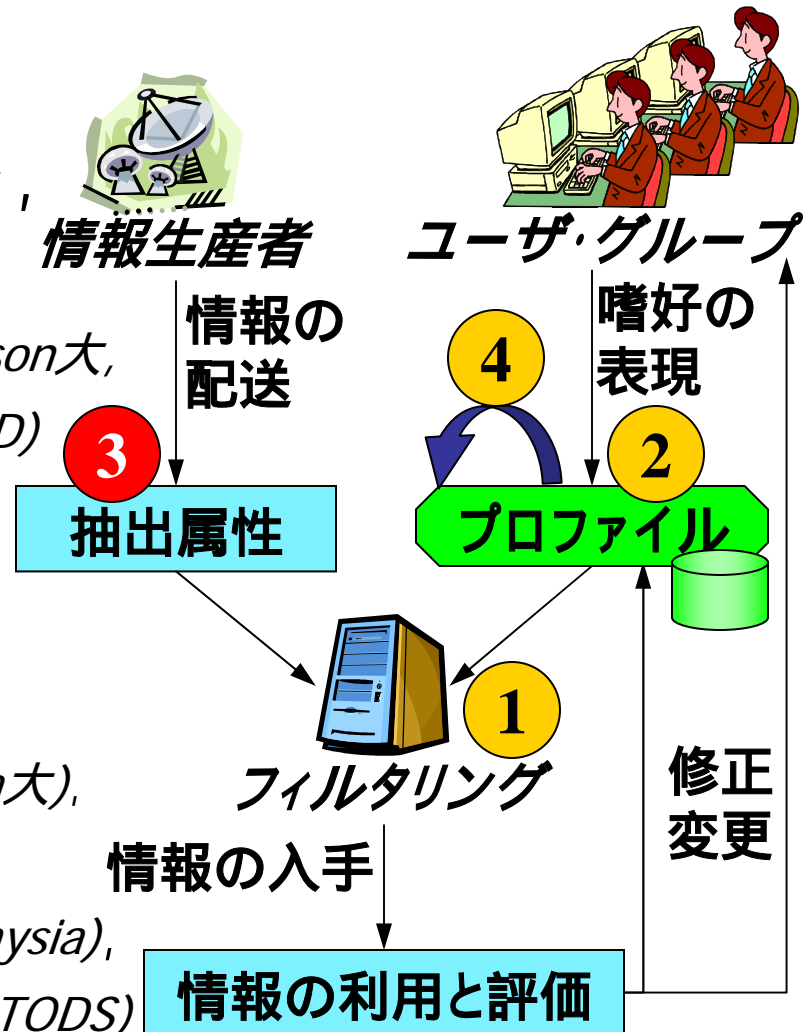 情報生産者
ユーザ・グループ
情報の
配送
嗜好の
表現
son大,
D)
4
3
2
抽出属性
プロファイル
1
フィルタリング
大),
修正
変更
情報の入手
ysia),
TODS)
情報の利用と評価